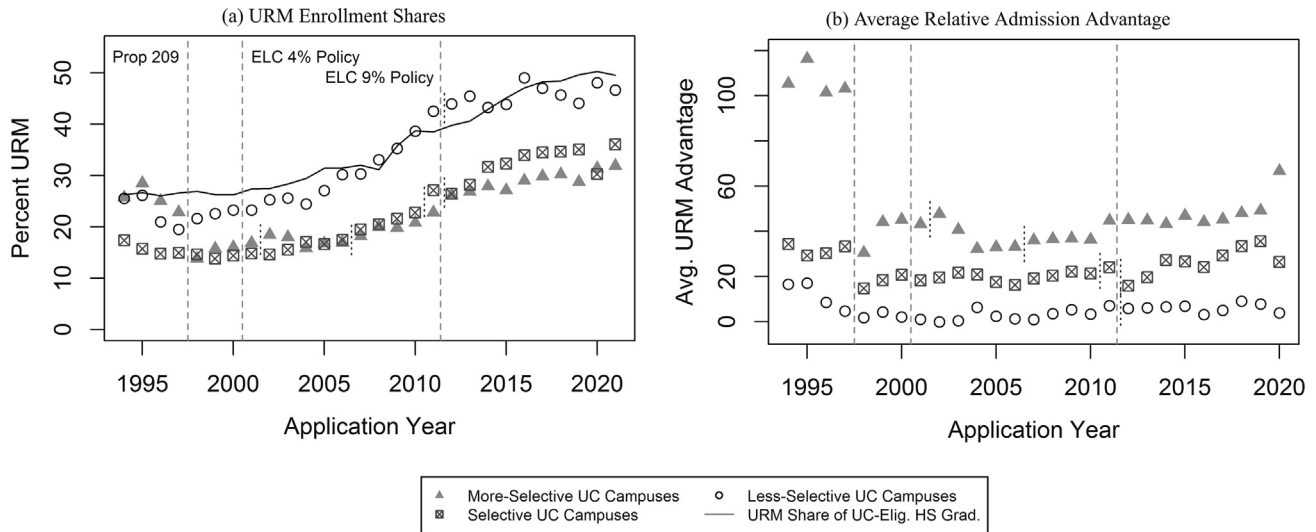 (a) URM Enrollment Shares
Prop 209
ELC 4% Policy
ELC 9% Policy
Percent URM
50
40
30
20
10
0
1995 2000 2005 2010 2015 2020
Application Year
(b) Average Relative Admission Advantage
Avg. URM Advantage
100
60
20
0
1995 2000 2005 2010 2015 2020
Application Year
More-Selective UC Campuses
Selective UC Campuses
Less-Selective UC Campuses
URM Share of UC-Elig. HS Grad.